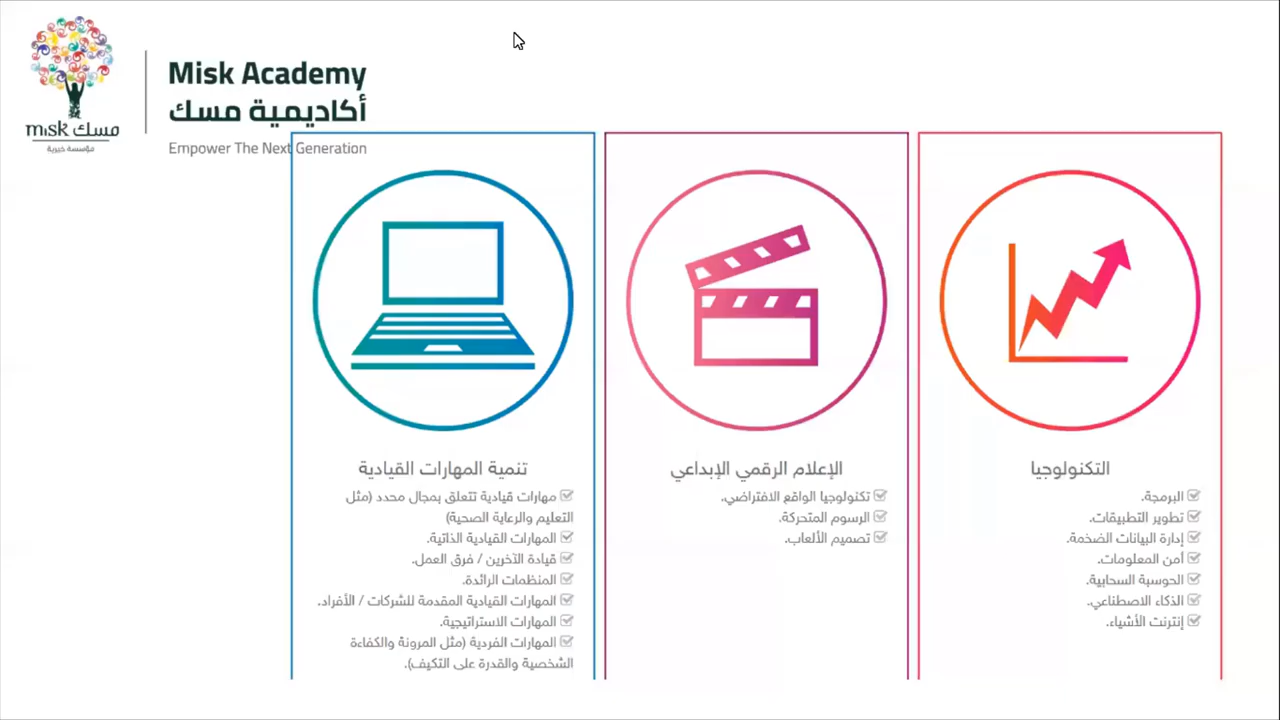 misk مسك
مؤسسة خيرية
Misk Academy
أكاديمية مسك
Empower The Next Generation
التكنولوجيا
البرمجة.
تطوير التطبيقات.
إدارة البيانات الضخمة.
أمن المعلومات.
الحوسبة السحابية.
الذكاء الاصطناعي.
إنترنت الأشياء.
الإعلام الرقمي الإبداعي
تكنولوجيا الواقع الافتراضي.
الرسوم المتحركة.
تصميم الألعاب.
تنمية المهارات القيادية
مهارات قيادية تتعلق بمجال محدد (مثل
التعليم والرعاية الصحية)
المهارات القيادية الذاتية.
قيادة الآخرين / فرق العمل.
المنظمات الرائدة.
المهارات القيادية المقدمة للشركات / الأفراد.
المهارات الاستراتيجية.
المهارات الفردية (مثل المرونة والكفاءة
الشخصية والقدرة على التكيف).